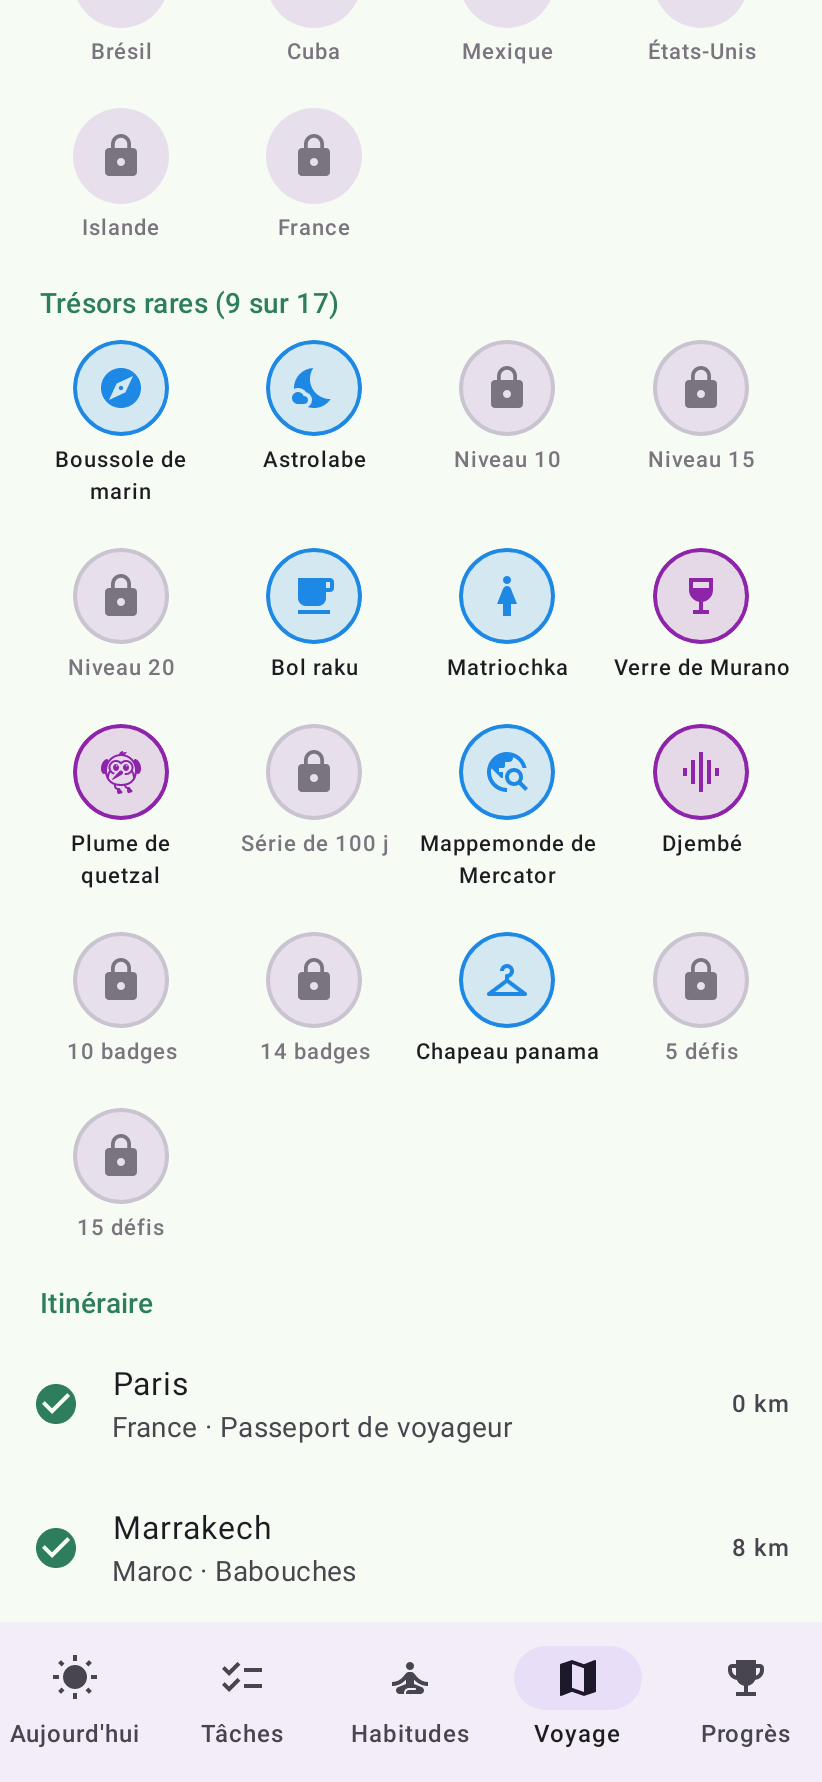 Brésil Cuba Mexique États-Unis
Islande France
Trésors rares (9 sur 17)
Boussole de marin Astrolabe Niveau 10 Niveau 15
Niveau 20 Bol raku Matriochka Verre de Murano
Plume de quetzal Série de 100 j Mappemonde de Mercator Djembé
10 badges 14 badges Chapeau panama 5 défis
15 défis
Itinéraire
Paris
France · Passeport de voyageur
0 km
Marrakech
Maroc · Babouches
8 km
Aujourd'hui Tâches Habitudes Voyage Progrès